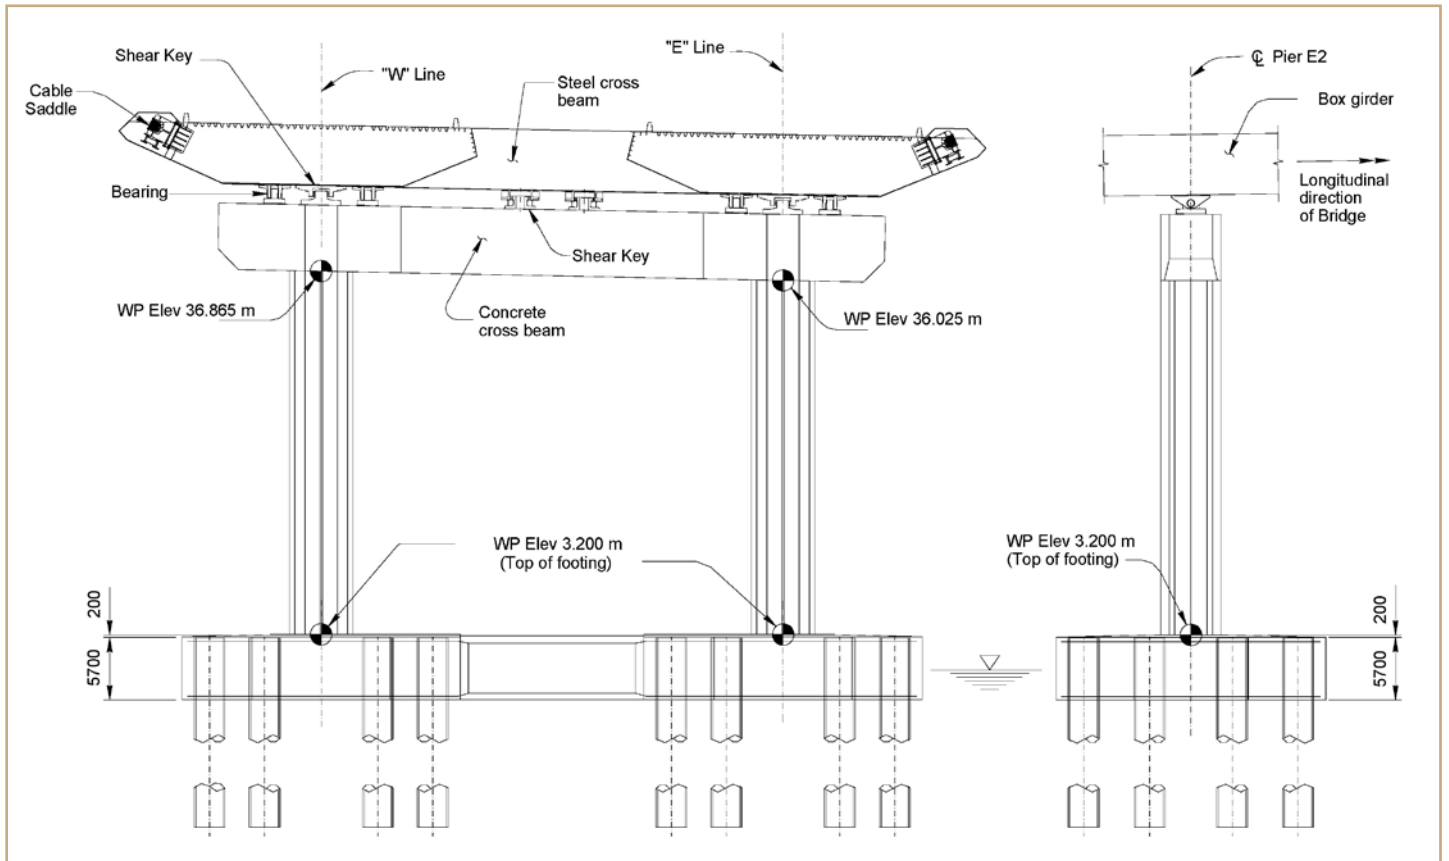 Shear Key
"W" Line
"E" Line
℄ Pier E2
Cable
Saddle
Steel cross
beam
Box girder
Bearing
Longitudinal
direction
of Bridge
Shear Key
WP Elev 36.865 m
Concrete
cross beam
WP Elev 36.025 m
WP Elev 3.200 m
(Top of footing)
WP Elev 3.200 m
(Top of footing)
200
5700
200
5700